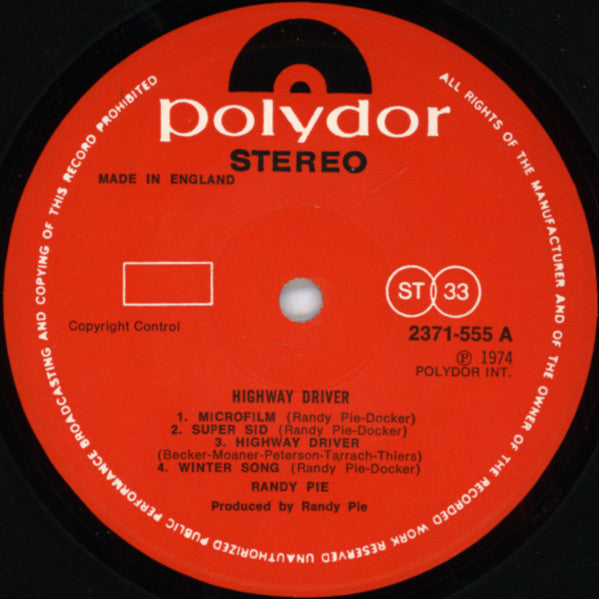 polydor
STEREO
MADE IN ENGLAND
ST 33
Copyright Control
2371-555 A
Ⓟ 1974
POLYDOR INT.
HIGHWAY DRIVER
1. MICROFILM (Randy Pie-Docker)
2. SUPER SID (Randy Pie-Docker)
3. HIGHWAY DRIVER
(Becker-Moaner-Peterson-Tarrach-Thiers)
4. WINTER SONG (Randy Pie-Docker)
RANDY PIE
Produced by Randy Pie
ALL RIGHTS OF THE MANUFACTURER AND OF THE OWNER OF THE RECORDED WORK RESERVED UNAUTHORIZED PUBLIC PERFORMANCE BROADCASTING AND COPYING OF THIS RECORD PROHIBITED